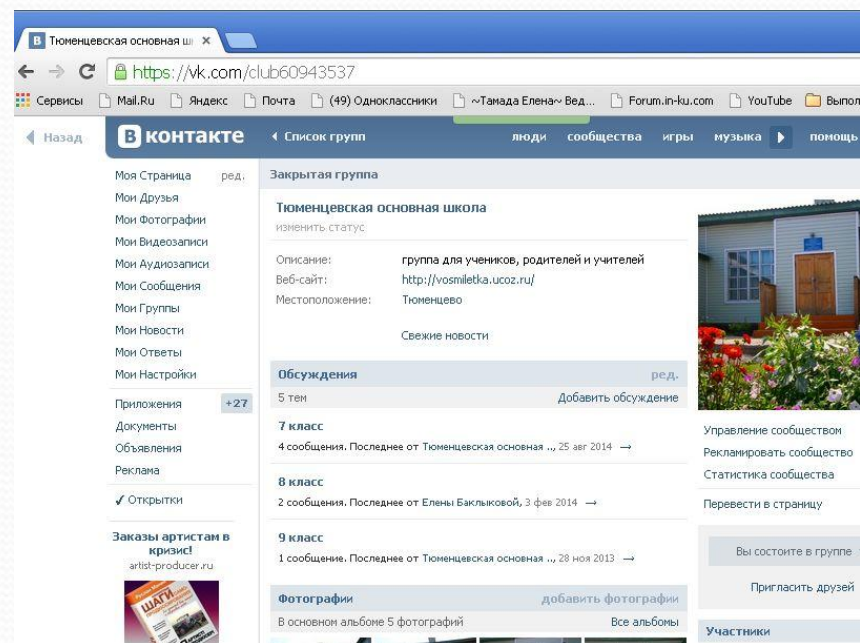 Тюменцевская основная ш
https://vk.com/club60943537
Сервисы Mail.Ru Яндекс Почта (49) Одноклассники ~Тамада Елена~ Вед... Forum.in-ku.com YouTube Выпол
Назад
В контакте
Список групп люди сообщества игры музыка помощь
Моя Страница ред.
Мои Друзья
Мои Фотографии
Мои Видеозаписи
Мои Аудиозаписи
Мои Сообщения
Мои Группы
Мои Новости
Мои Ответы
Мои Настройки
Приложения +27
Документы
Объявления
Реклама
Открытки
Заказы артистам в
кризис!
artist-producer.ru
ШАГИ
Закрытая группа
Тюменцевская основная школа
изменить статус
Описание: группа для учеников, родителей и учителей
Веб-сайт: http://vosmiletka.ucoz.ru/
Местоположение: Тюменцево
Свежие новости
Обсуждения ред.
5 тем Добавить обсуждение
7 класс
4 сообщения. Последнее от Тюменцевская основная .., 25 авг 2014 →
8 класс
2 сообщения. Последнее от Елены Баклыковой, 3 фев 2014 →
9 класс
1 сообщение. Последнее от Тюменцевская основная .., 28 ноя 2013 →
Фотографии добавить фотографии
В основном альбоме 5 фотографий Все альбомы
Управление сообществом
Рекламировать сообщество
Статистика сообщества
Перевести в страницу
Вы состоите в группе
Пригласить друзей
Участники